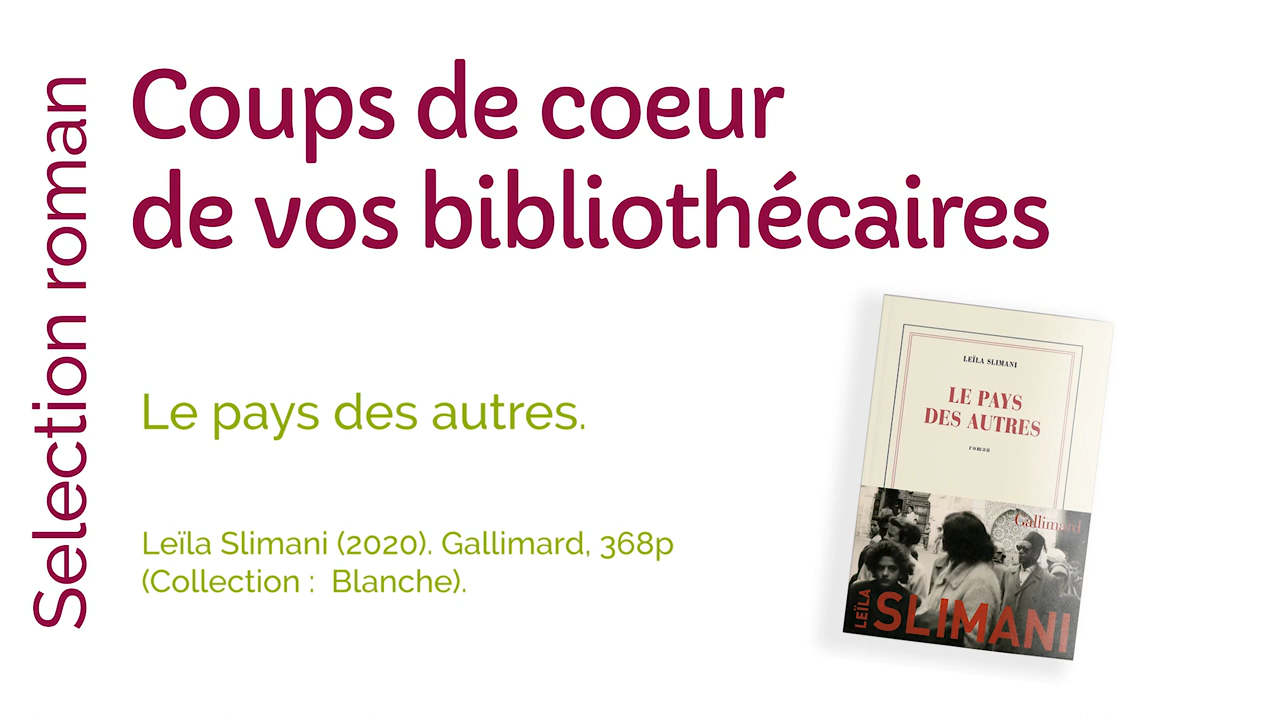 Selection roman
Coups de coeur
de vos bibliothécaires
Le pays des autres.
Leïla Slimani (2020). Gallimard, 368p
(Collection :  Blanche).
LEÏLA SLIMANI
LE PAYS
DES AUTRES
roman
Gallimard
LEÏLA SLIMANI